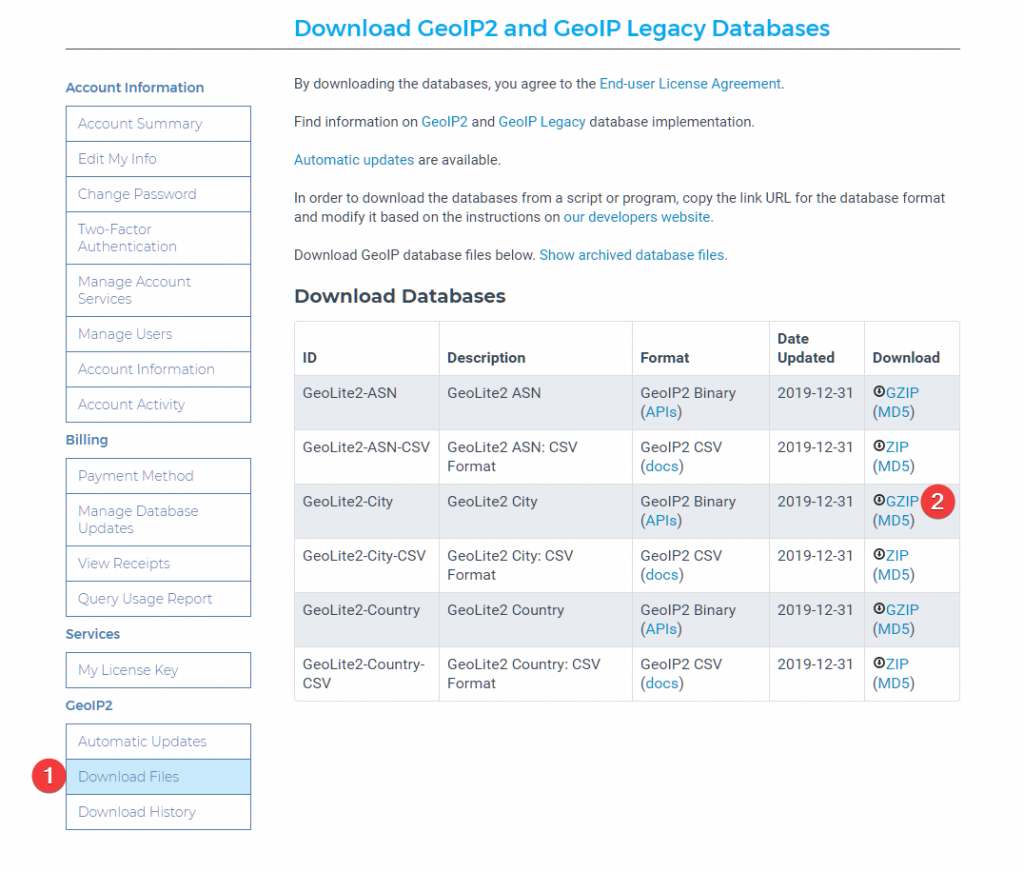 Download GeoIP2 and GeoIP Legacy Databases
Account Information
Account Summary
Edit My Info
Change Password
Two-Factor
Authentication
Manage Account
Services
Manage Users
Account Information
Account Activity
Billing
Payment Method
Manage Database
Updates
View Receipts
Query Usage Report
Services
My License Key
GeoIP2
Automatic Updates
1
Download Files
Download History
By downloading the databases, you agree to the End-user License Agreement.
Find information on GeoIP2 and GeoIP Legacy database implementation.
Automatic updates are available.
In order to download the databases from a script or program, copy the link URL for the database format
and modify it based on the instructions on our developers website.
Download GeoIP database files below. Show archived database files.
Download Databases
ID Description Format Date Updated Download
GeoLite2-ASN GeoLite2 ASN GeoIP2 Binary 2019-12-31 GZIP
(APIs) (MD5)
GeoLite2-ASN-CSV GeoLite2 ASN: CSV GeoIP2 CSV 2019-12-31 ZIP
Format (docs) (MD5)
GeoLite2-City GeoLite2 City GeoIP2 Binary 2019-12-31 GZIP 2
(APIs) (MD5)
GeoLite2-City-CSV GeoLite2 City: CSV GeoIP2 CSV 2019-12-31 ZIP
Format (docs) (MD5)
GeoLite2-Country GeoLite2 Country GeoIP2 Binary 2019-12-31 GZIP
(APIs) (MD5)
GeoLite2-Country- GeoLite2 Country: CSV GeoIP2 CSV 2019-12-31 ZIP
CSV Format (docs) (MD5)